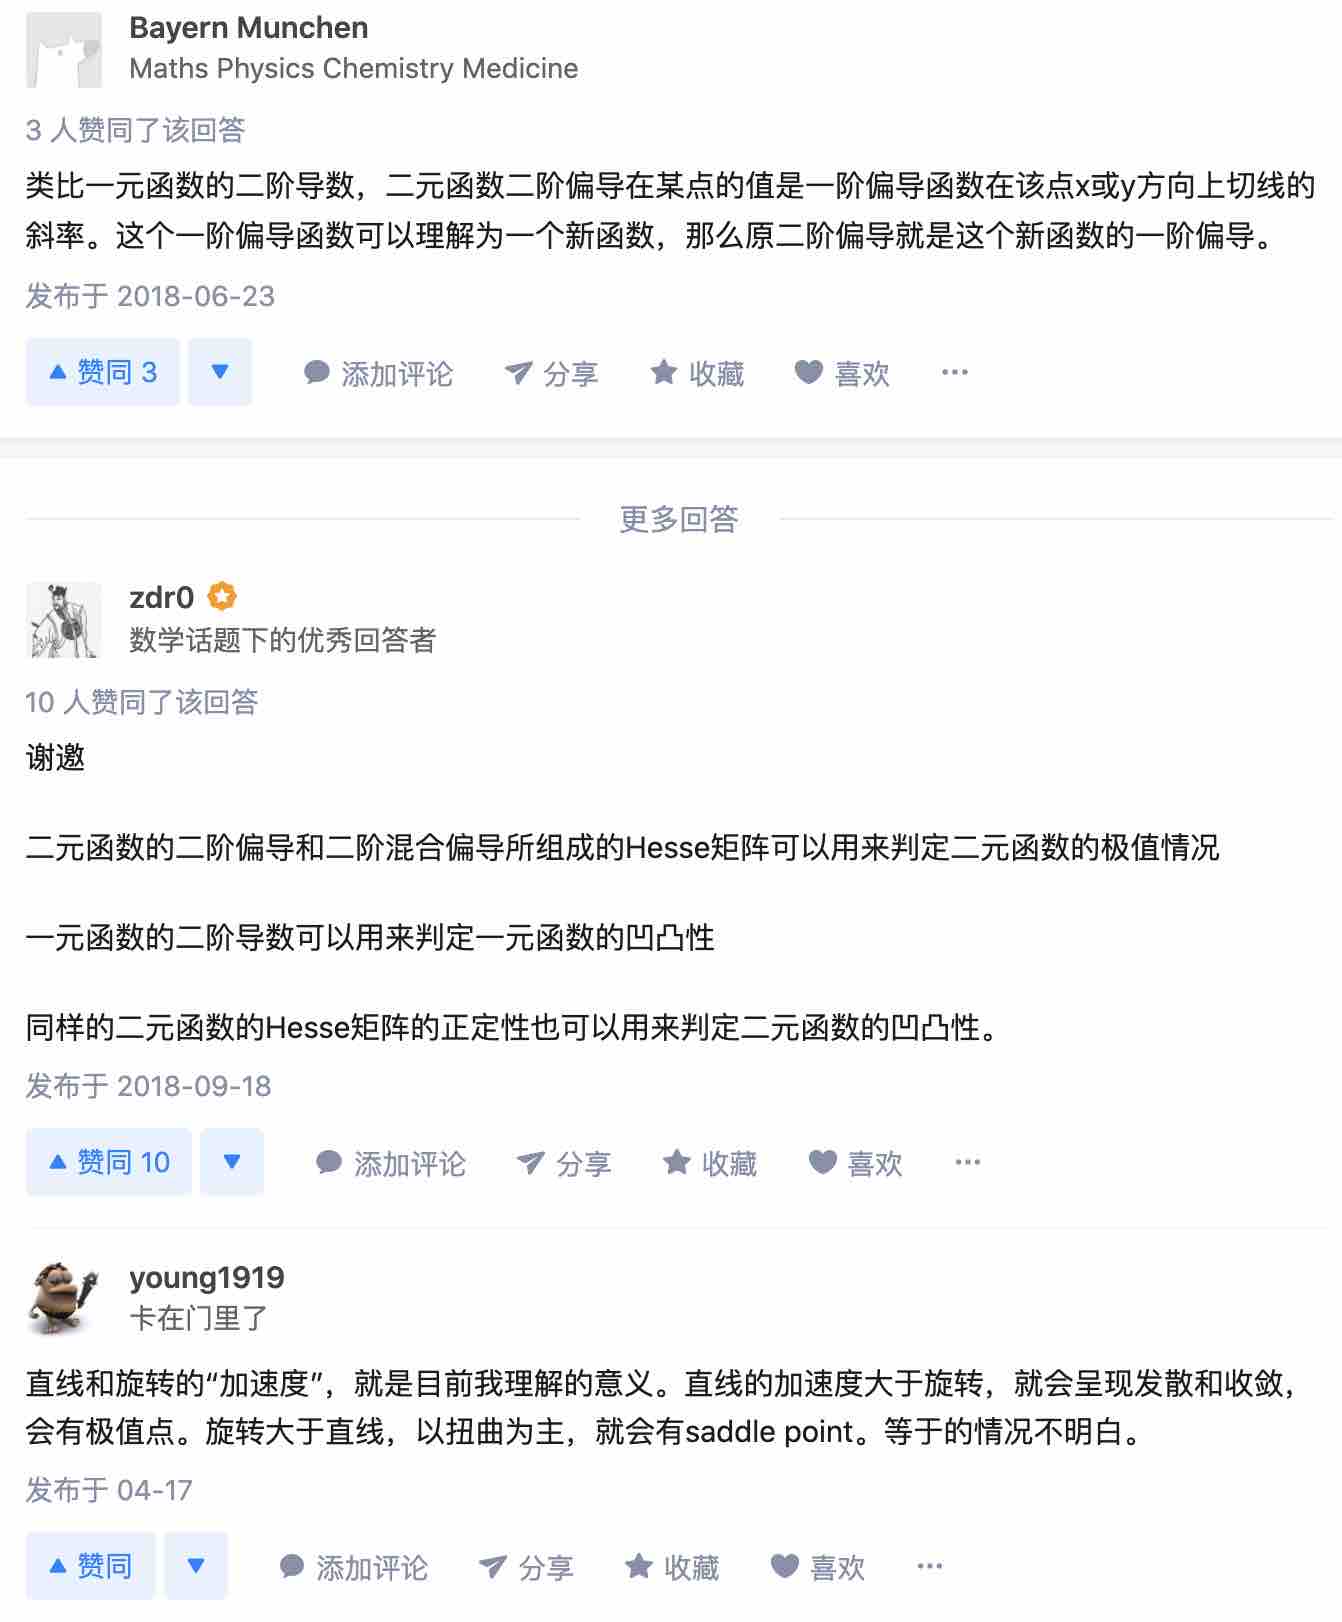 Bayern Munchen
Maths Physics Chemistry Medicine
3 人赞同了该回答
类比一元函数的二阶导数，二元函数二阶偏导在某点的值是一阶偏导函数在该点x或y方向上切线的
斜率。这个一阶偏导函数可以理解为一个新函数，那么原二阶偏导就是这个新函数的一阶偏导。
发布于 2018-06-23
赞同 3 添加评论 分享 收藏 喜欢 ···
更多回答
zdr0
数学话题下的优秀回答者
10 人赞同了该回答
谢邀
二元函数的二阶偏导和二阶混合偏导所组成的Hesse矩阵可以用来判定二元函数的极值情况
一元函数的二阶导数可以用来判定一元函数的凹凸性
同样的二元函数的Hesse矩阵的正定性也可以用来判定二元函数的凹凸性。
发布于 2018-09-18
赞同 10 添加评论 分享 收藏 喜欢 ···
young1919
卡在门里了
直线和旋转的“加速度”，就是目前我理解的意义。直线的加速度大于旋转，就会呈现发散和收敛，
会有极值点。旋转大于直线，以扭曲为主，就会有saddle point。等于的情况不明白。
发布于 04-17
赞同 添加评论 分享 收藏 喜欢 ···